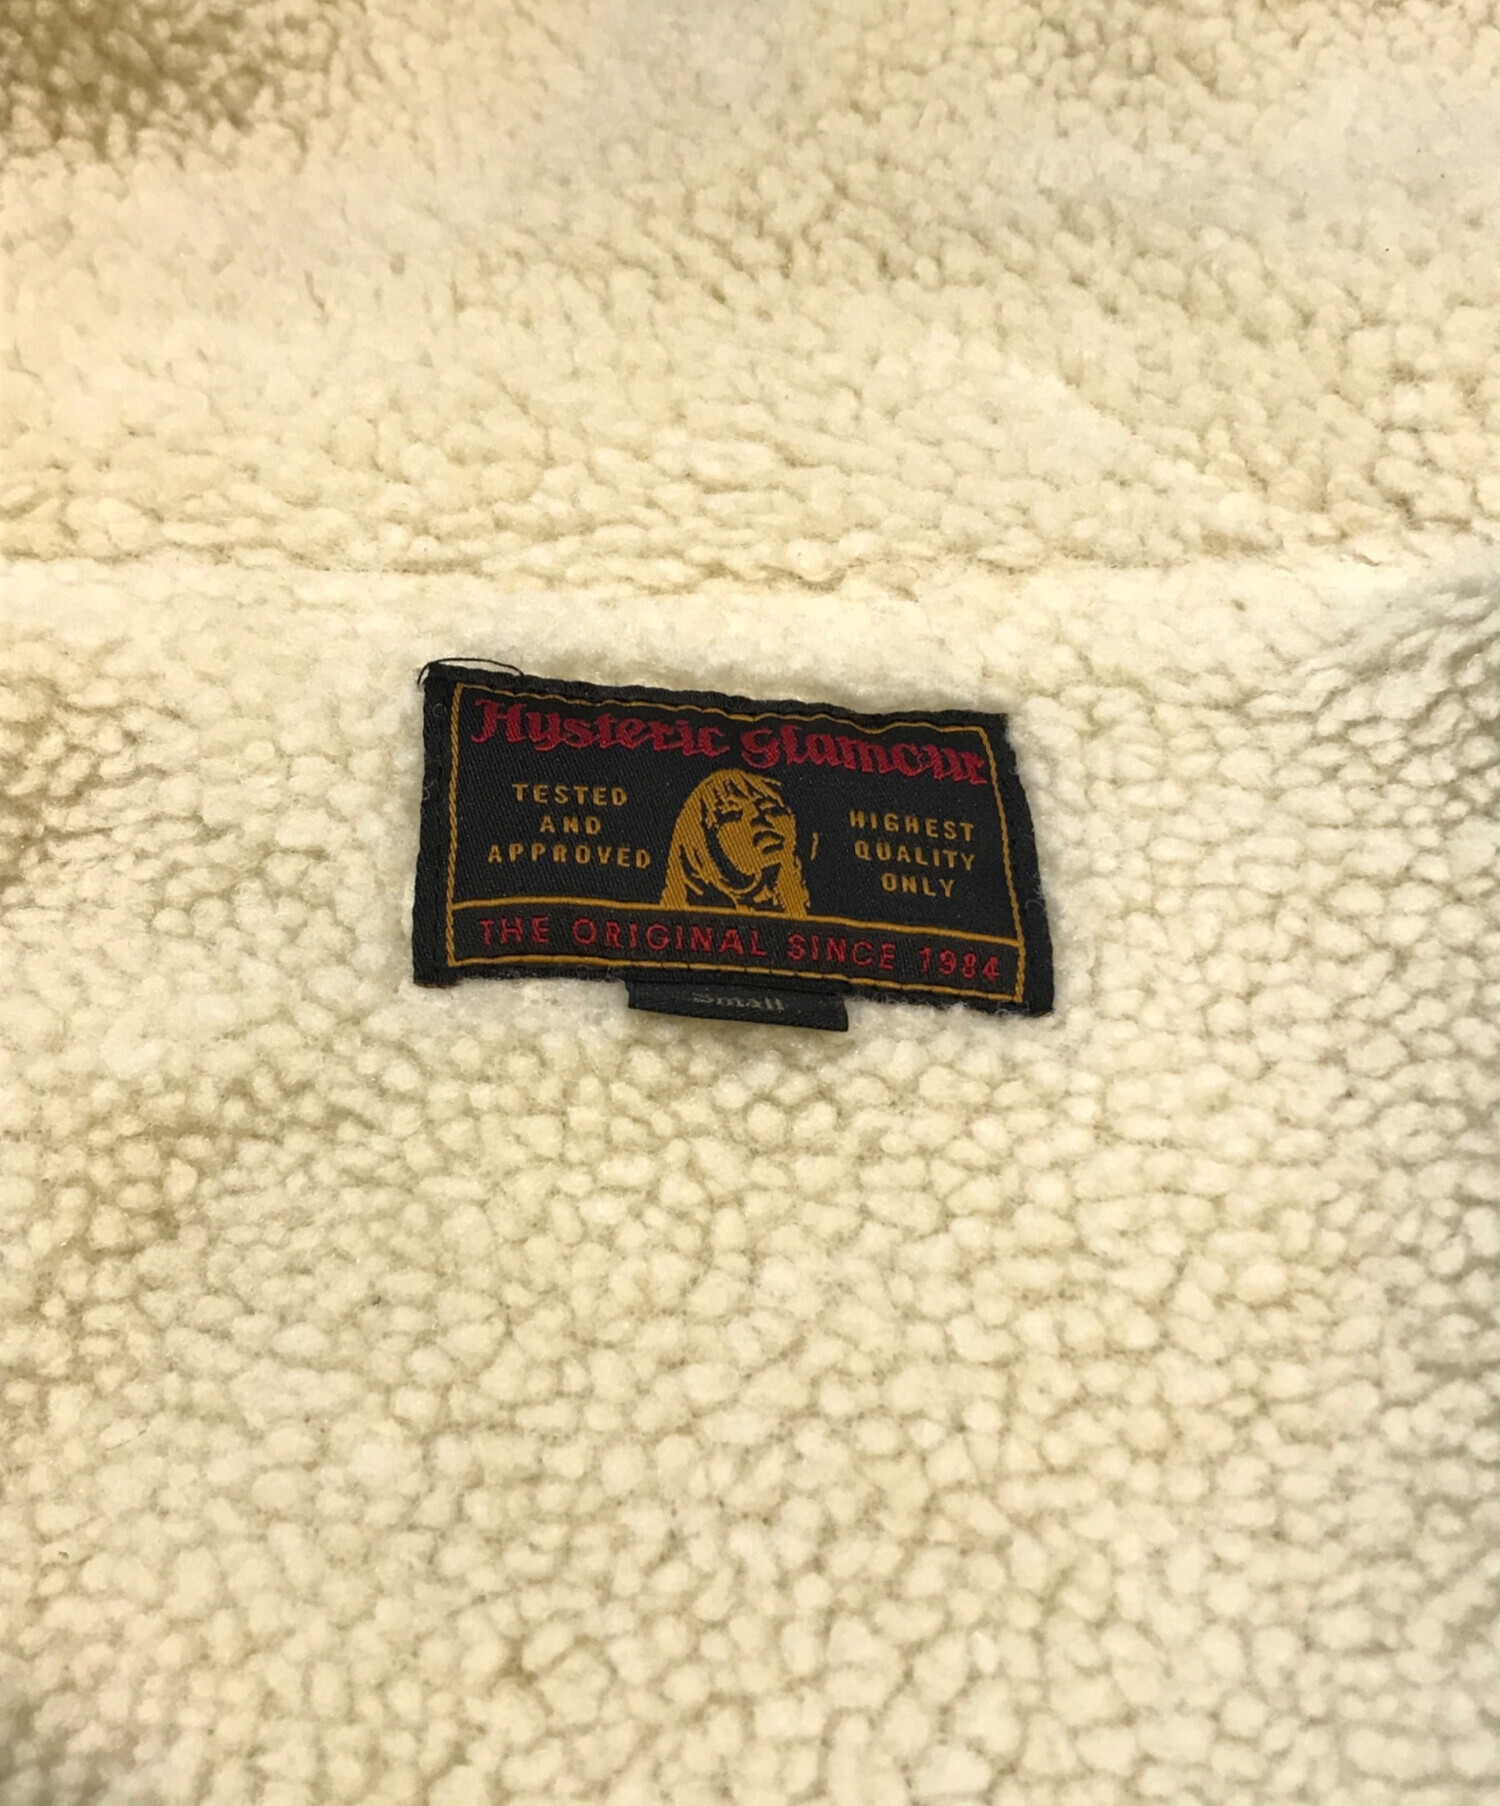 Hysteric Glamour
TESTED
AND
APPROVED
HIGHEST
QUALITY
ONLY
THE ORIGINAL SINCE 1984
Small